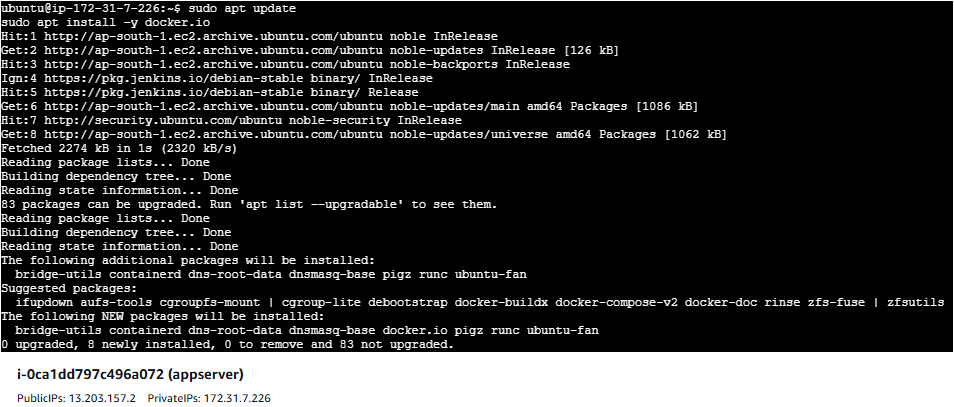 ubuntu@ip-172-31-7-226:~$ sudo apt update
sudo apt install -y docker.io
Hit:1 http://ap-south-1.ec2.archive.ubuntu.com/ubuntu noble InRelease
Get:2 http://ap-south-1.ec2.archive.ubuntu.com/ubuntu noble-updates InRelease [126 kB]
Hit:3 http://ap-south-1.ec2.archive.ubuntu.com/ubuntu noble-backports InRelease
Ign:4 https://pkg.jenkins.io/debian-stable binary/ InRelease
Hit:5 https://pkg.jenkins.io/debian-stable binary/ Release
Get:6 http://ap-south-1.ec2.archive.ubuntu.com/ubuntu noble-updates/main amd64 Packages [1086 kB]
Hit:7 http://security.ubuntu.com/ubuntu noble-security InRelease
Get:8 http://ap-south-1.ec2.archive.ubuntu.com/ubuntu noble-updates/universe amd64 Packages [1062 kB]
Fetched 2274 kB in 1s (2320 kB/s)
Reading package lists... Done
Building dependency tree... Done
Reading state information... Done
83 packages can be upgraded. Run 'apt list --upgradable' to see them.
Reading package lists... Done
Building dependency tree... Done
Reading state information... Done
The following additional packages will be installed:
  bridge-utils containerd dns-root-data dnsmasq-base pigz runc ubuntu-fan
Suggested packages:
  ifupdown aufs-tools cgroupfs-mount | cgroup-lite debootstrap docker-buildx docker-compose-v2 docker-doc rinse zfs-fuse | zfsutils
The following NEW packages will be installed:
  bridge-utils containerd dns-root-data dnsmasq-base docker.io pigz runc ubuntu-fan
0 upgraded, 8 newly installed, 0 to remove and 83 not upgraded.
i-0ca1dd797c496a072 (appserver)
PublicIPs: 13.203.157.2 PrivateIPs: 172.31.7.226